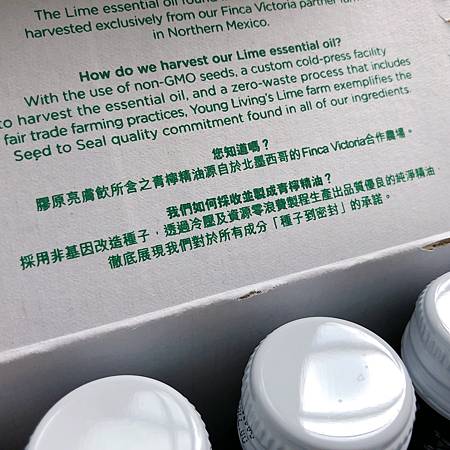 The Lime essential oil found
harvested exclusively from our Finca Victoria partner farm
in Northern Mexico.
How do we harvest our Lime essential oil?
With the use of non-GMO seeds, a custom cold-press facility
to harvest the essential oil, and a zero-waste process that includes
fair trade farming practices, Young Living's Lime farm exemplifies the
Seed to Seal quality commitment found in all of our ingredients.
您知道嗎？
膠原亮膚飲所含之青檸精油源自於北墨西哥的Finca Victoria合作農場。
我們如何採收並製成青檸精油？
採用非基因改造種子，透過冷壓及資源零浪費製程生產出品質優良的純淨精油，
徹底展現我們對於所有成分「種子到密封」的承諾。